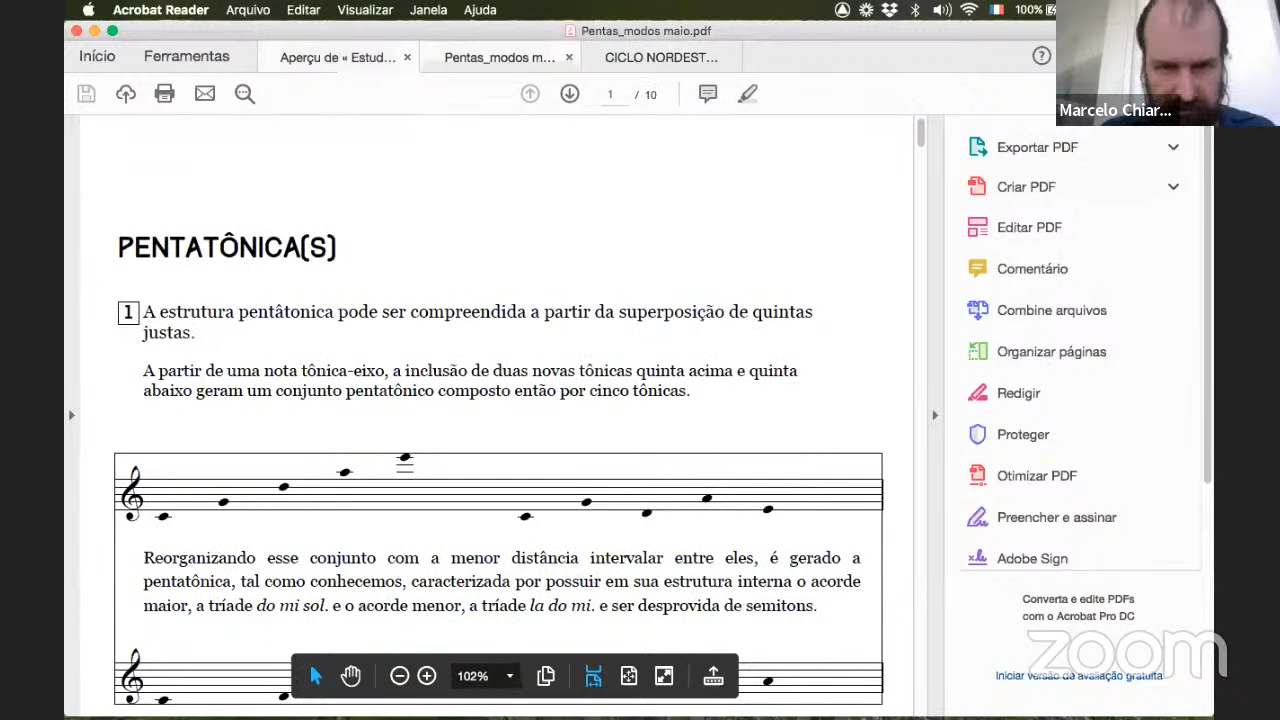 Acrobat Reader Arquivo Editar Visualizar Janela Ajuda 100%
Pentas_modos maio.pdf
Início Ferramentas Aperçu de « Estud... × Pentas_modos m... × CICLO NORDEST...
1 / 10
Marcelo Chiar...
PENTATÔNICA(S)
1 A estrutura pentâtonica pode ser compreendida a partir da superposição de quintas
justas.
A partir de uma nota tônica-eixo, a inclusão de duas novas tônicas quinta acima e quinta
abaixo geram um conjunto pentatônico composto então por cinco tônicas.
Reorganizando esse conjunto com a menor distância intervalar entre eles, é gerado a
pentatônica, tal como conhecemos, caracterizada por possuir em sua estrutura interna o acorde
maior, a tríade do mi sol. e o acorde menor, a tríade la do mi. e ser desprovida de semitons.
102%
Exportar PDF
Criar PDF
Editar PDF
Comentário
Combine arquivos
Organizar páginas
Redigir
Proteger
Otimizar PDF
Preencher e assinar
Adobe Sign
Converta e edite PDFs
com o Acrobat Pro DC
Iniciar versão de avaliação gratuita
zoom